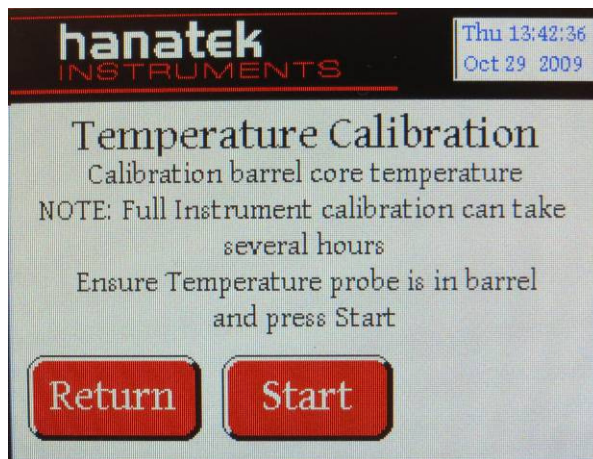 hanatek
INSTRUMENTS
Thu 13:42:36
Oct 29 2009
Temperature Calibration
Calibration barrel core temperature
NOTE: Full Instrument calibration can take
several hours
Ensure Temperature probe is in barrel
and press Start
Return
Start